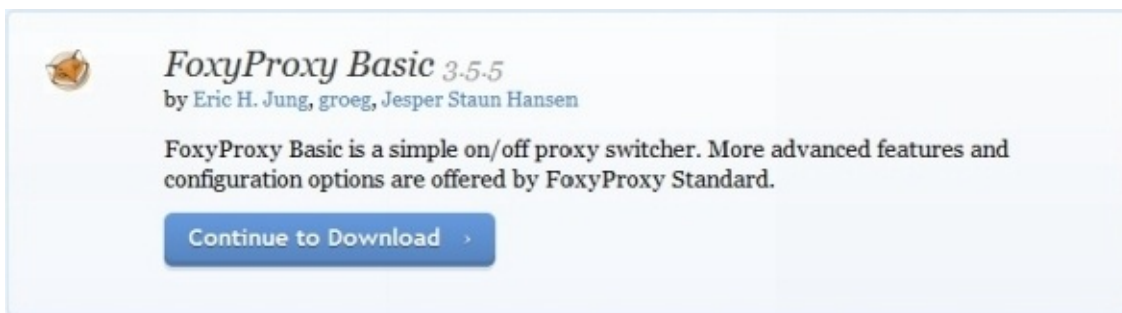 FoxyProxy Basic 3.5.5
by Eric H. Jung, groeg, Jesper Staun Hansen
FoxyProxy Basic is a simple on/off proxy switcher. More advanced features and
configuration options are offered by FoxyProxy Standard.
Continue to Download ›